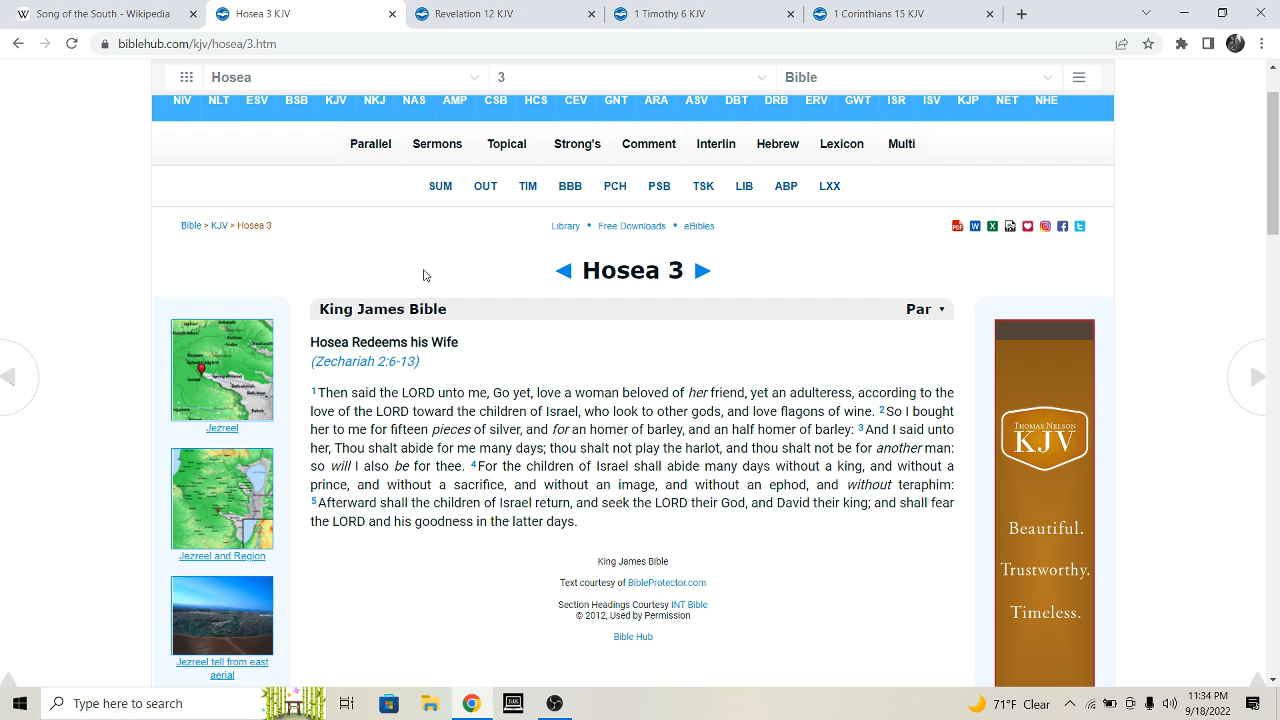 Song of the South - Wikipedia
Hosea 3 KJV
Revelation 12 KJV
1 Timothy 6 KJV
1 Corinthians 15 KJV
biblehub.com/kjv/hosea/3.htm
Hosea 3 Bible
NIV NLT ESV BSB KJV NKJ NAS AMP CSB HCS CEV GNT ARA ASV DBT DRB ERV GWT ISR ISV KJP NET NHE
Parallel Sermons Topical Strong's Comment Interlin Hebrew Lexicon Multi
SUM OUT TIM BBB PCH PSB TSK LIB ABP LXX
Bible > KJV > Hosea 3
Library • Free Downloads • eBibles
◄ Hosea 3 ►
King James Bible Par ▾
Hosea Redeems his Wife
(Zechariah 2:6-13)
1Then said the LORD unto me, Go yet, love a woman beloved of her friend, yet an adulteress, according to the
love of the LORD toward the children of Israel, who look to other gods, and love flagons of wine. 2So I bought
her to me for fifteen pieces of silver, and for an homer of barley, and an half homer of barley: 3And I said unto
her, Thou shalt abide for me many days; thou shalt not play the harlot, and thou shalt not be for another man:
so will I also be for thee. 4For the children of Israel shall abide many days without a king, and without a
prince, and without a sacrifice, and without an image, and without an ephod, and without teraphim:
5Afterward shall the children of Israel return, and seek the LORD their God, and David their king; and shall fear
the LORD and his goodness in the latter days.
King James Bible
Text courtesy of BibleProtector.com
Section Headings Courtesy INT Bible
© 2012, Used by Permission
Bible Hub
Jezreel
Jezreel and Region
Jezreel tell from east
aerial
THOMAS NELSON
KJV
Beautiful.
Trustworthy.
Timeless.
Type here to search
71°F Clear
11:34 PM
9/18/2022